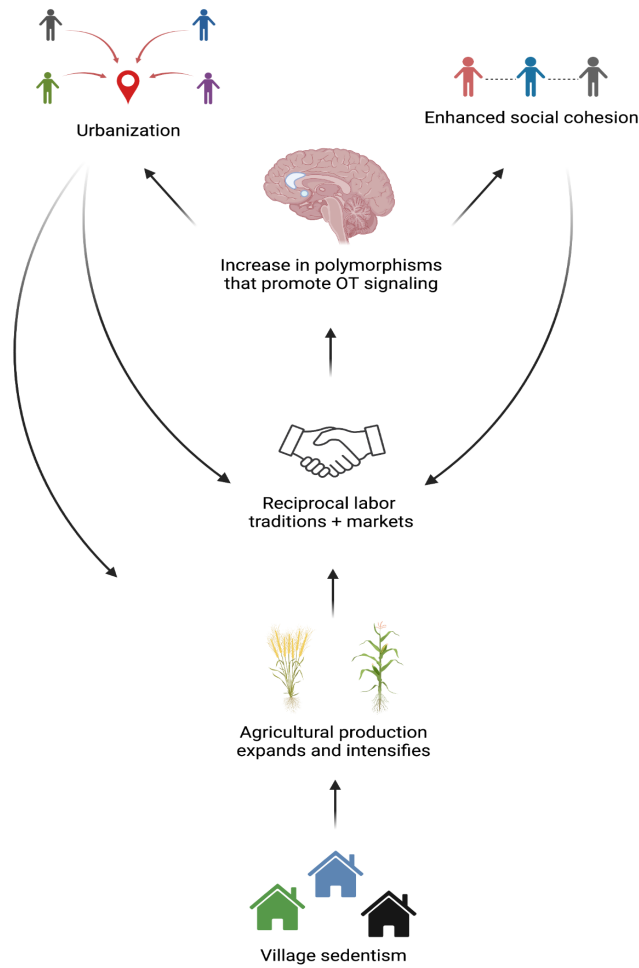 Urbanization
Enhanced social cohesion
Increase in polymorphisms
that promote OT signaling
Reciprocal labor
traditions + markets
Agricultural production
expands and intensifies
Village sedentism